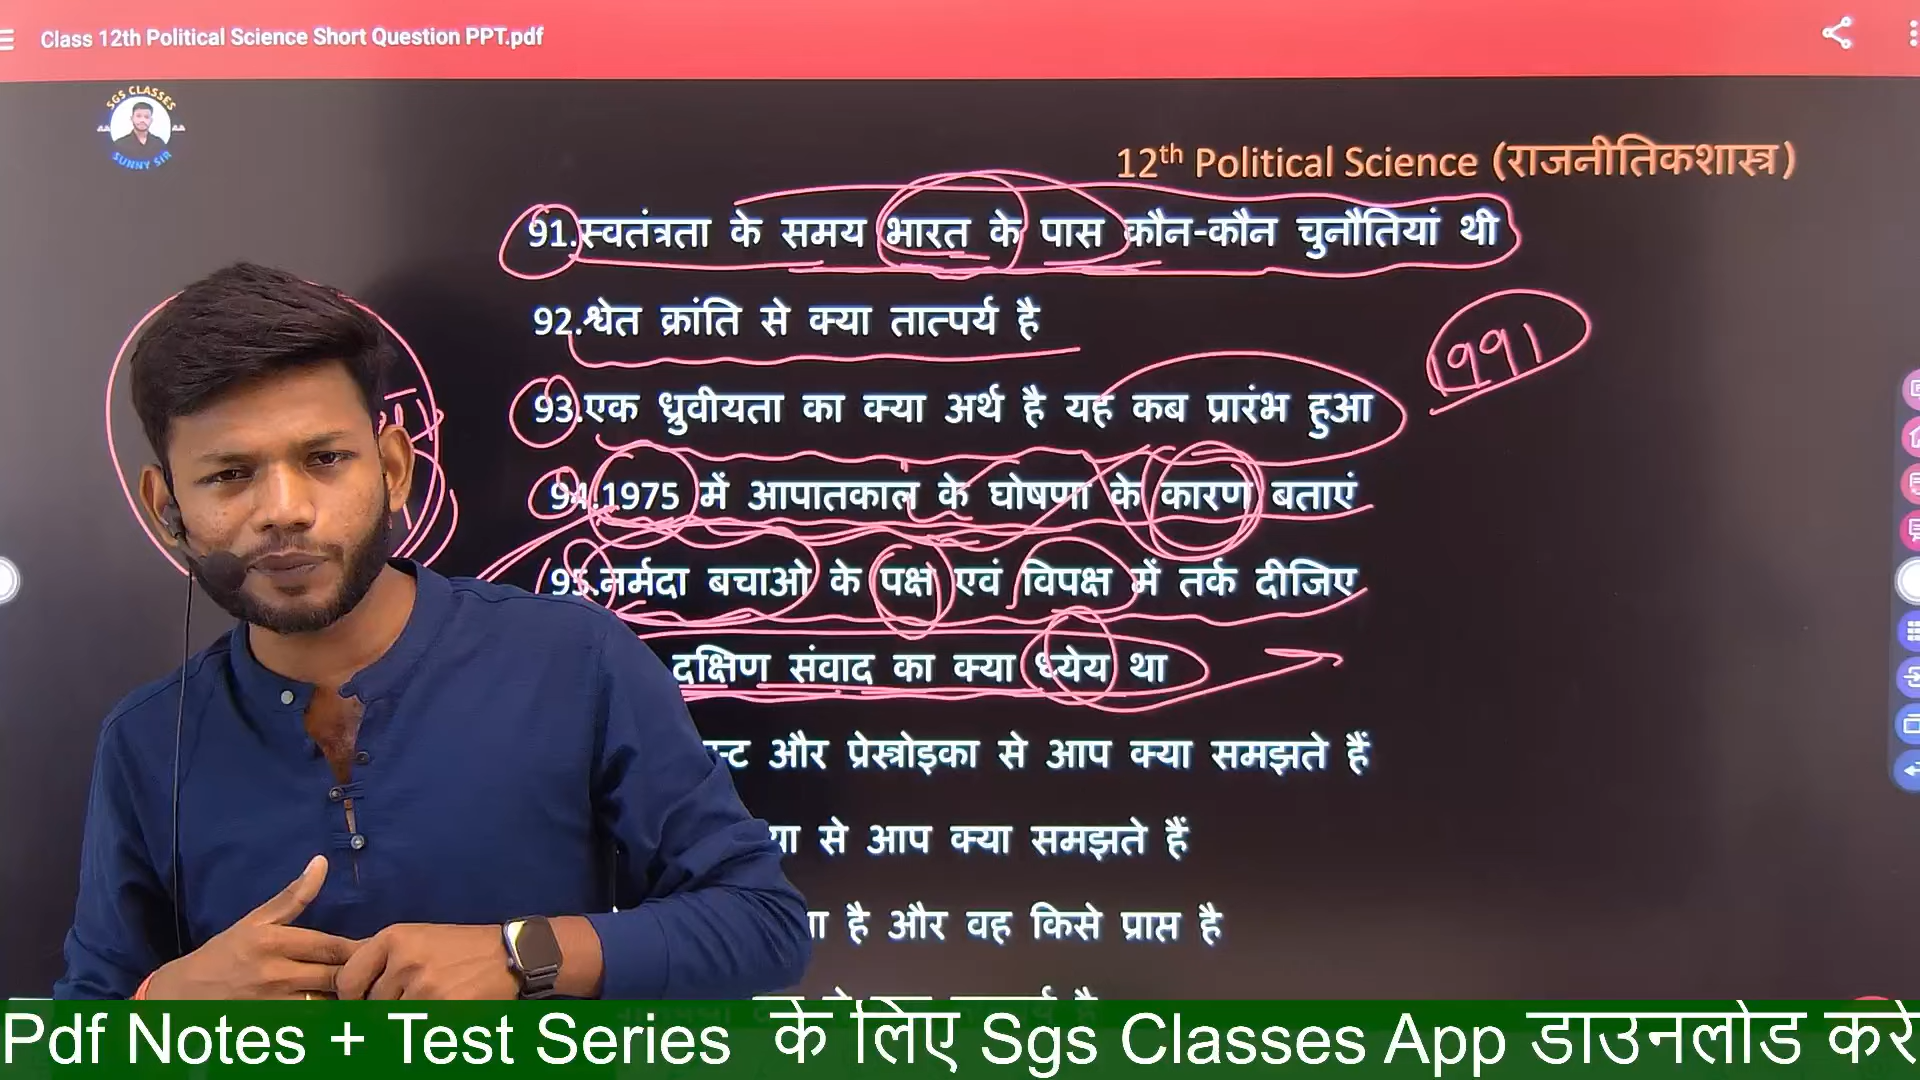 Class 12th Political Science Short Question PPT.pdf
SGS CLASSES
SUNNY SIR
12th Political Science (राजनीतिकशास्त्र)
91.स्वतंत्रता के समय भारत के पास कौन-कौन चुनौतियां थी
92.श्वेत क्रांति से क्या तात्पर्य है
1991
93.एक ध्रुवीयता का क्या अर्थ है यह कब प्रारंभ हुआ
94.1975 में आपातकाल के घोषणा के कारण बताएं
95.नर्मदा बचाओ के पक्ष एवं विपक्ष में तर्क दीजिए
दक्षिण संवाद का क्या ध्येय था
और प्रेस्त्रोइका से आप क्या समझते हैं
से आप क्या समझते हैं
है और वह किसे प्राप्त है
Pdf Notes + Test Series के लिए Sgs Classes App डाउनलोड करे